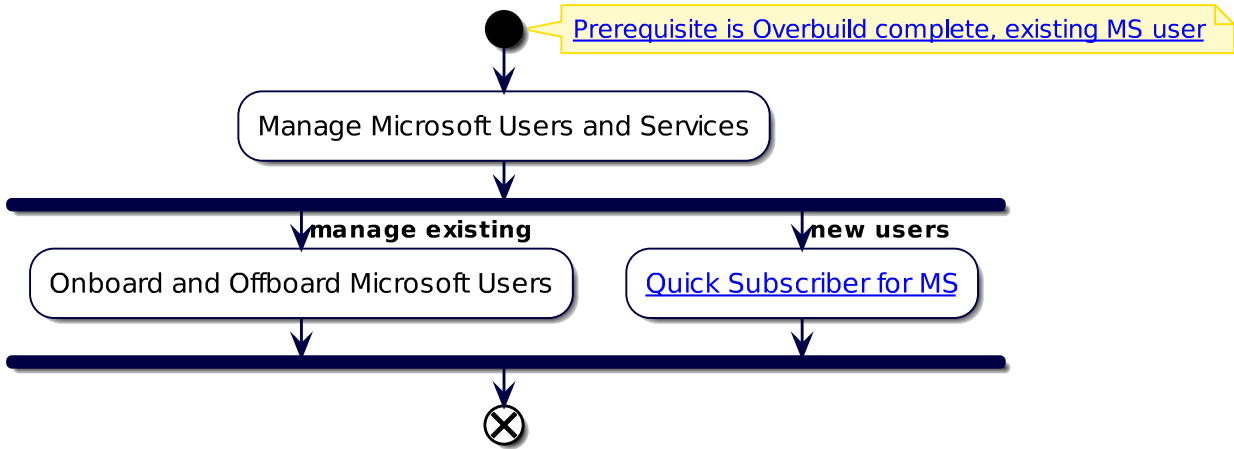 Prerequisite is Overbuild complete, existing MS user
Manage Microsoft Users and Services
manage existing
new users
Onboard and Offboard Microsoft Users
Quick Subscriber for MS